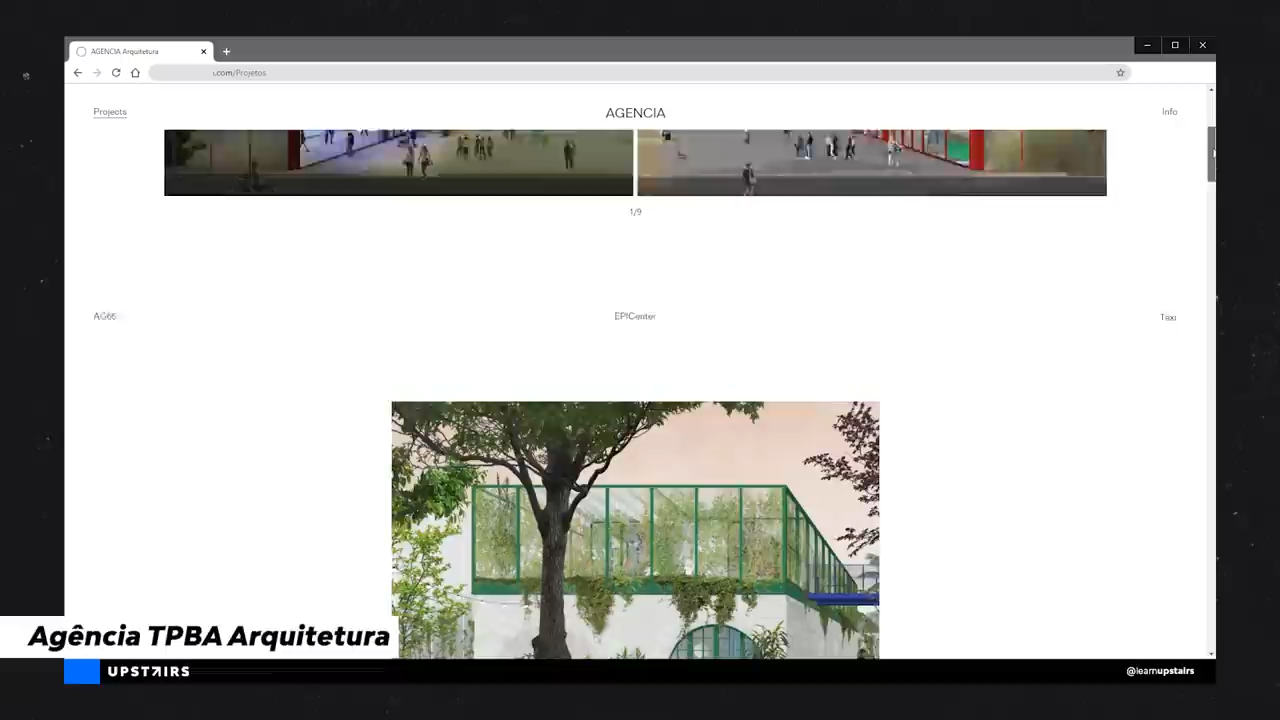 AGENCIA Arquitetura
.com/Projetos
Projects
AGENCIA
Info
1/9
EPICenter
Agência TPBA Arquitetura
UPSTAIRS
@learnupstairs